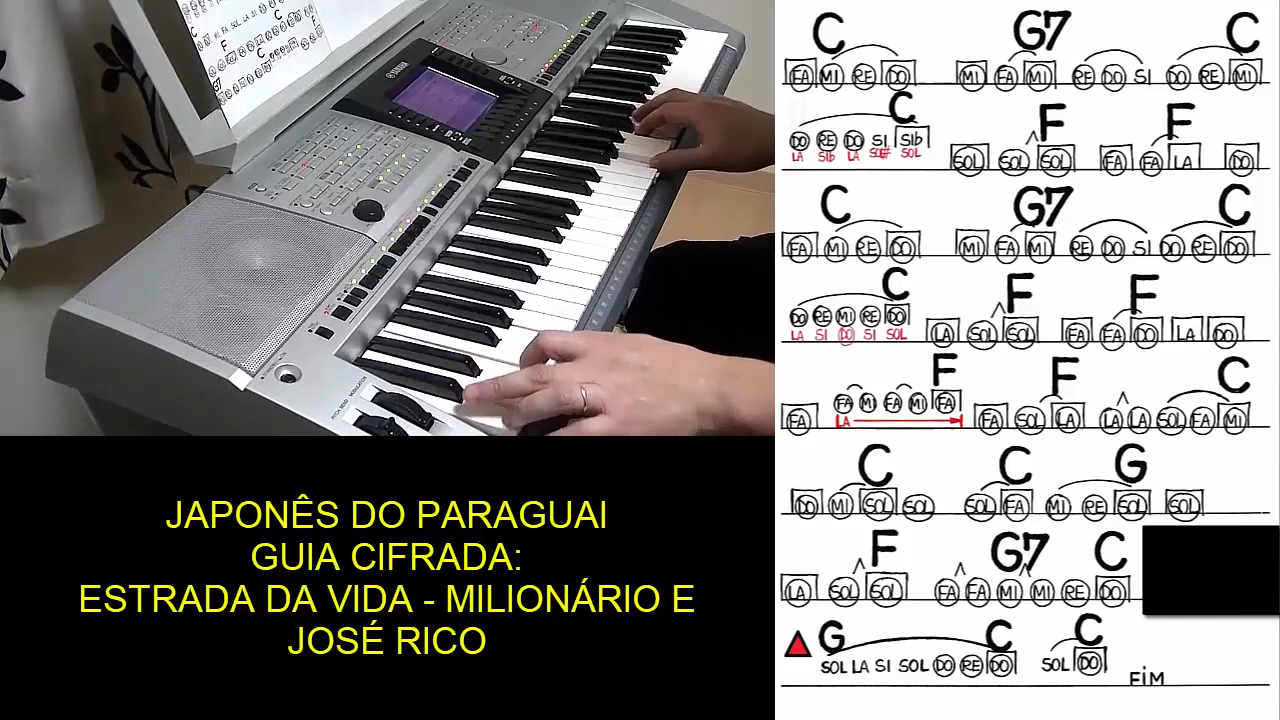 C G7 C
FA MI RE DO MI FA MI RE DO SI DO RE MI
C F F
DO RE DO SI SIb SOL SOL SOL FA FA LA DO
LA SIb LA SOL# SOL
C G7 C
FA MI RE DO MI FA MI RE DO SI DO RE DO
C F F
DO RE MI RE DO LA SOL SOL FA FA DO LA DO
LA SI DO SI SOL
F F C
FA FA MI FA MI FA FA SOL LA LA LA SOL FA MI
LA
C C G
DO MI SOL SOL SOL FA MI RE SOL SOL
F G7 C
LA SOL SOL FA FA MI MI RE DO
G C C
SOL LA SI SOL DO RE DO SOL DO FIM
JAPONÊS DO PARAGUAI
GUIA CIFRADA:
ESTRADA DA VIDA - MILIONÁRIO E
JOSÉ RICO